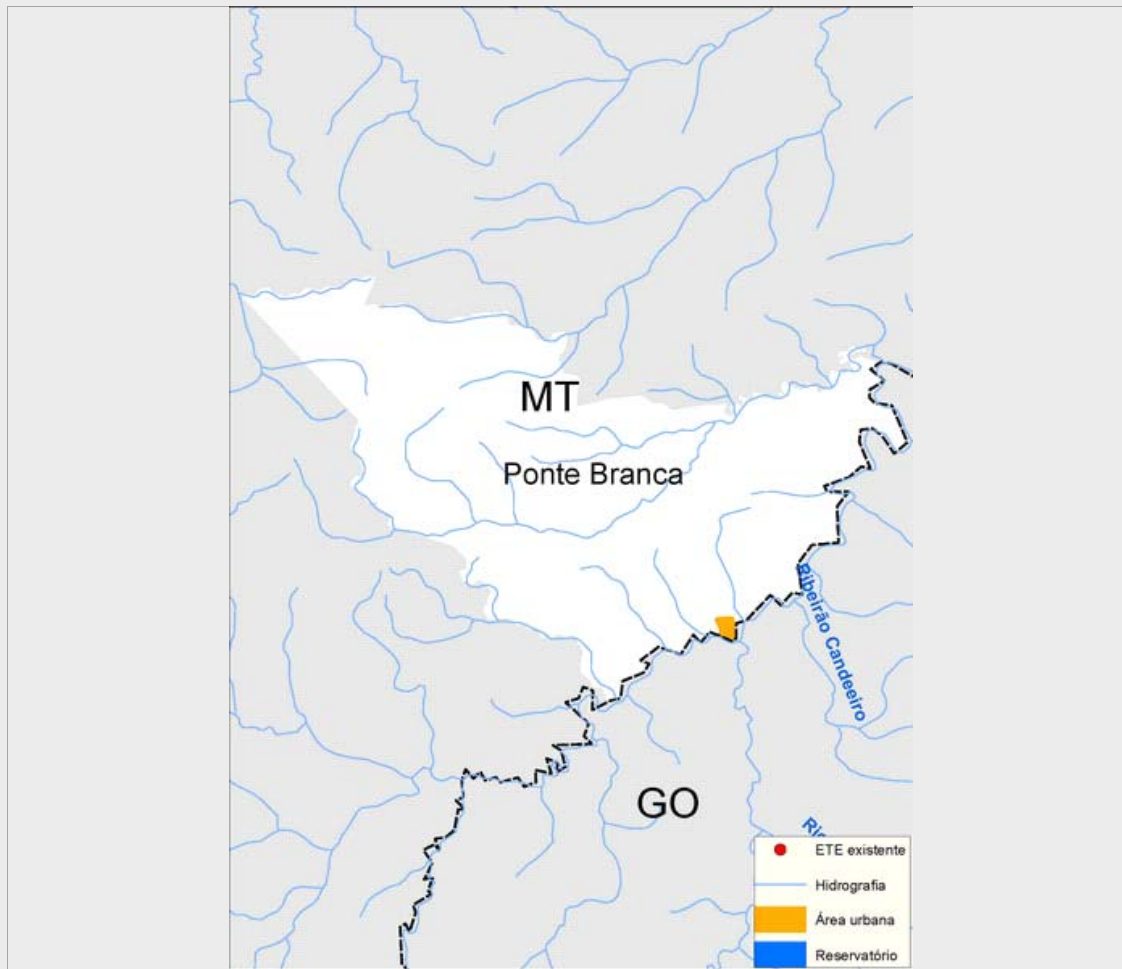 MT
Ponte Branca
Ribeirão Candeeiro
GO
ETE existente
Hidrografia
Área urbana
Reservatório